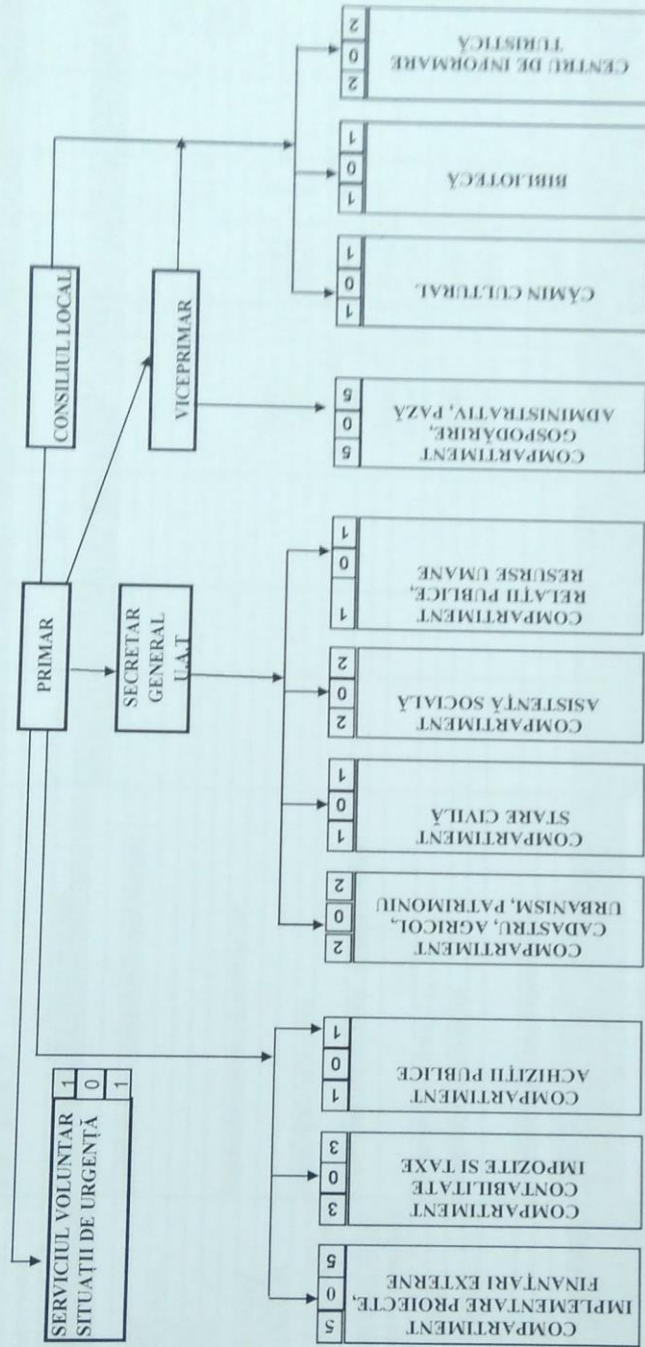 CONSILIUL LOCAL
PRIMAR
VICEPRIMAR
SECRETAR
GENERAL
U.A.T
SERVICIUL VOLUNTAR
SITUAȚII DE URGENȚĂ
1
0
1
5
0
5
COMPARTIMENT
IMPLEMENTARE PROIECTE,
FINANȚARI EXTERNE
3
0
3
COMPARTIMENT
CONTABILITATE
IMPOZITE SI TAXE
1
0
1
COMPARTIMENT
ACHIZIȚII PUBLICE
2
0
2
COMPARTIMENT
CADASTRU, AGRICOL,
URBANISM, PATRIMONIU
1
0
1
COMPARTIMENT
STARE CIVILĂ
2
0
2
COMPARTIMENT
ASISTENȚĂ SOCIALĂ
1
0
1
COMPARTIMENT
RELAȚII PUBLICE,
RESURSE UMANE
5
0
5
COMPARTIMENT
GOSPODĂRIRE,
ADMINISTRATIV, PAZĂ
1
0
1
CĂMIN CULTURAL
1
0
1
BIBLIOTECĂ
2
0
2
CENTRU DE INFORMARE
TURISTICĂ